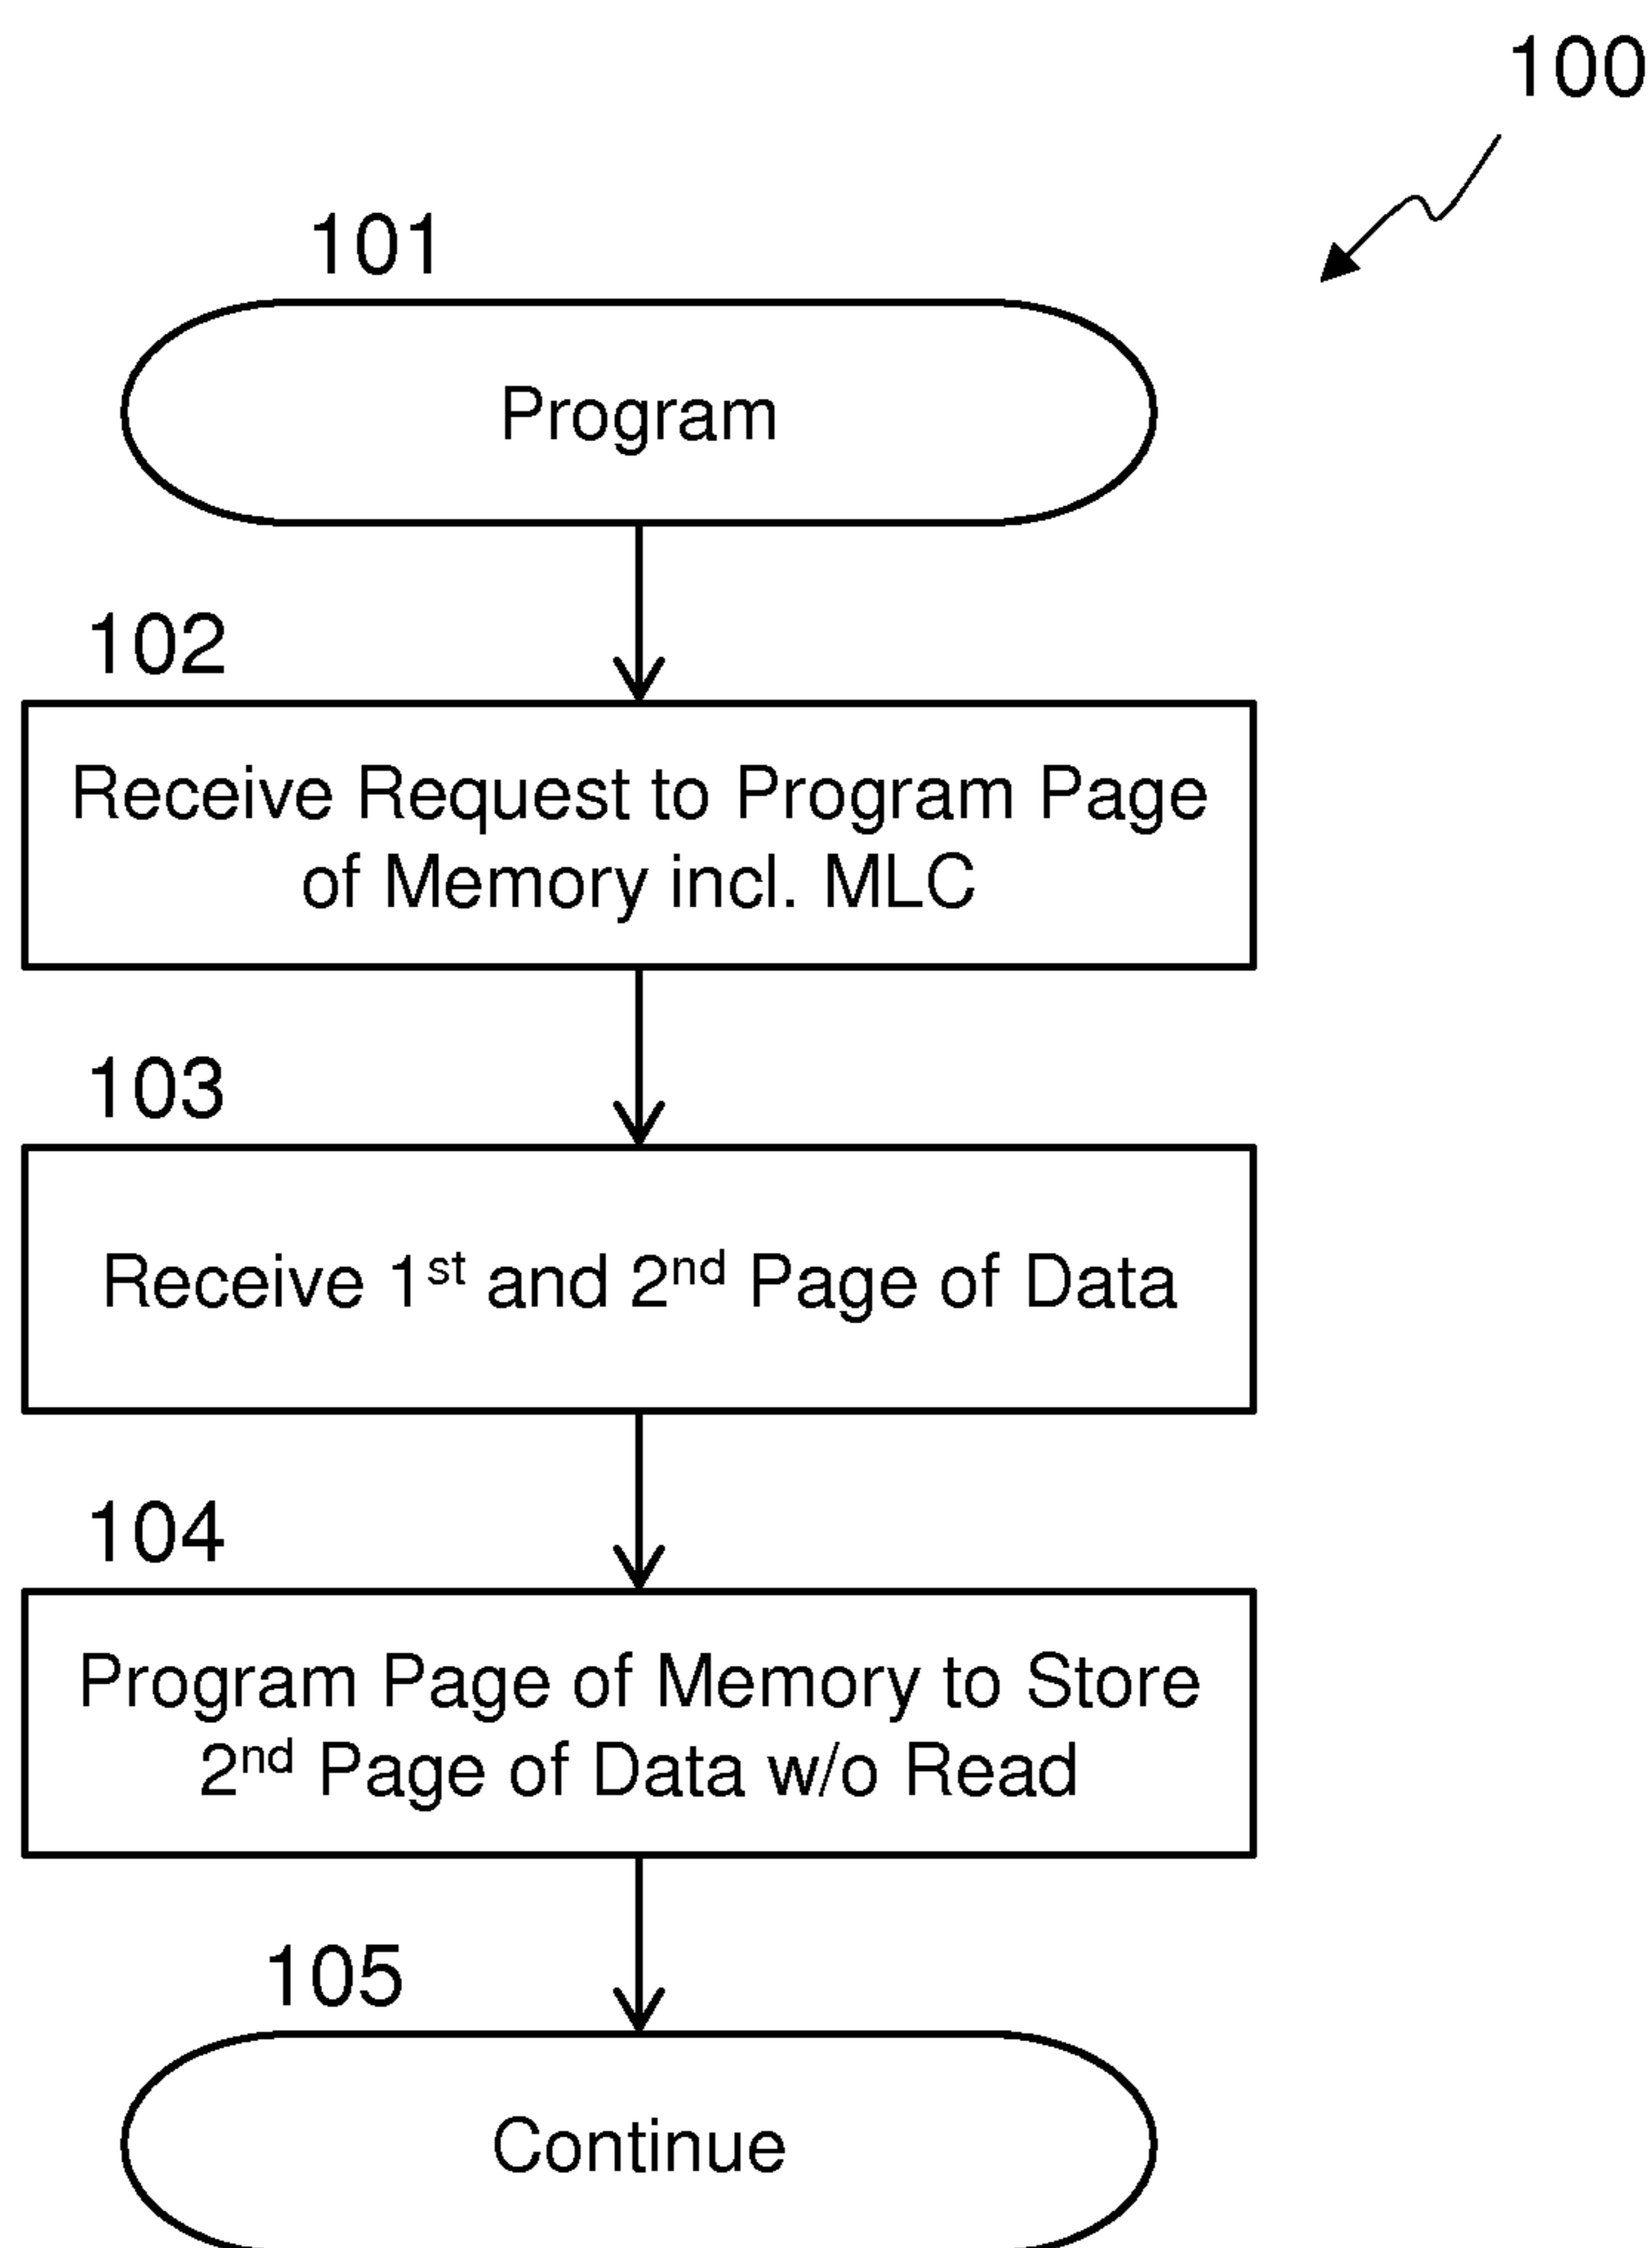 100
101
Program
102
Receive Request to Program Page
of Memory incl. MLC
103
Receive 1st and 2nd Page of Data
104
Program Page of Memory to Store
2nd Page of Data w/o Read
105
Continue